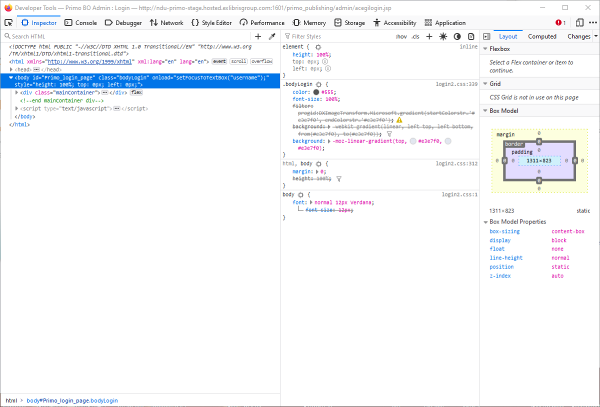 Developer Tools — Primo BO Admin : Login — http://ndu-primo-stage.hosted.exlibrisgroup.com:1601/primo_publishing/admin/acegilogin.jsp
Inspector Console Debugger Network Style Editor Performance Memory Storage Accessibility Application 1
Search HTML
<!DOCTYPE html PUBLIC "-//W3C//DTD XHTML 1.0 Transitional//EN" "http://www.w3.org
/TR/xhtml1/DTD/xhtml1-transitional.dtd">
<html xmlns="http://www.w3.org/1999/xhtml" xml:lang="en" lang="en"> event scroll overflow
<head> </head>
<body id="Primo_login_page" class="bodyLogin" onload="setFocusToTextBox('username');"
style="height: 100%; top: 0px; left: 0px;">
<div class="mainContainer"> </div> flex
<!--end maincontainer div-->
<script type="text/javascript"> </script>
</body>
</html>
html > body#Primo_login_page.bodyLogin
Filter Styles :hov .cls
element { inline
height: 100%;
top: 0px;
left: 0px;
}
.bodyLogin { login2.css:330
color: #555;
font-size: 100%;
filter:
progid:DXImageTransform.Microsoft.gradient(startColorstr=
background: -webkit-gradient(linear, left top, left bottom,
background: -moz-linear-gradient(top, #e3e7f0,
#e3e7f0);
}
html, body { login2.css:312
margin: 0;
height: 100%;
}
body { login2.css:1
font: normal 12px Verdana;
font-size: 12px;
}
Layout Computed Changes
Flexbox
Select a Flex container or item to
continue.
Grid
CSS Grid is not in use on this page
Box Model
margin 0
border 0
padding 0
0 0 0 1311×823 0 0 0
0
0
0
1311×823 static
Box Model Properties
box-sizing content-box
display block
float none
line-height normal
position static
z-index auto